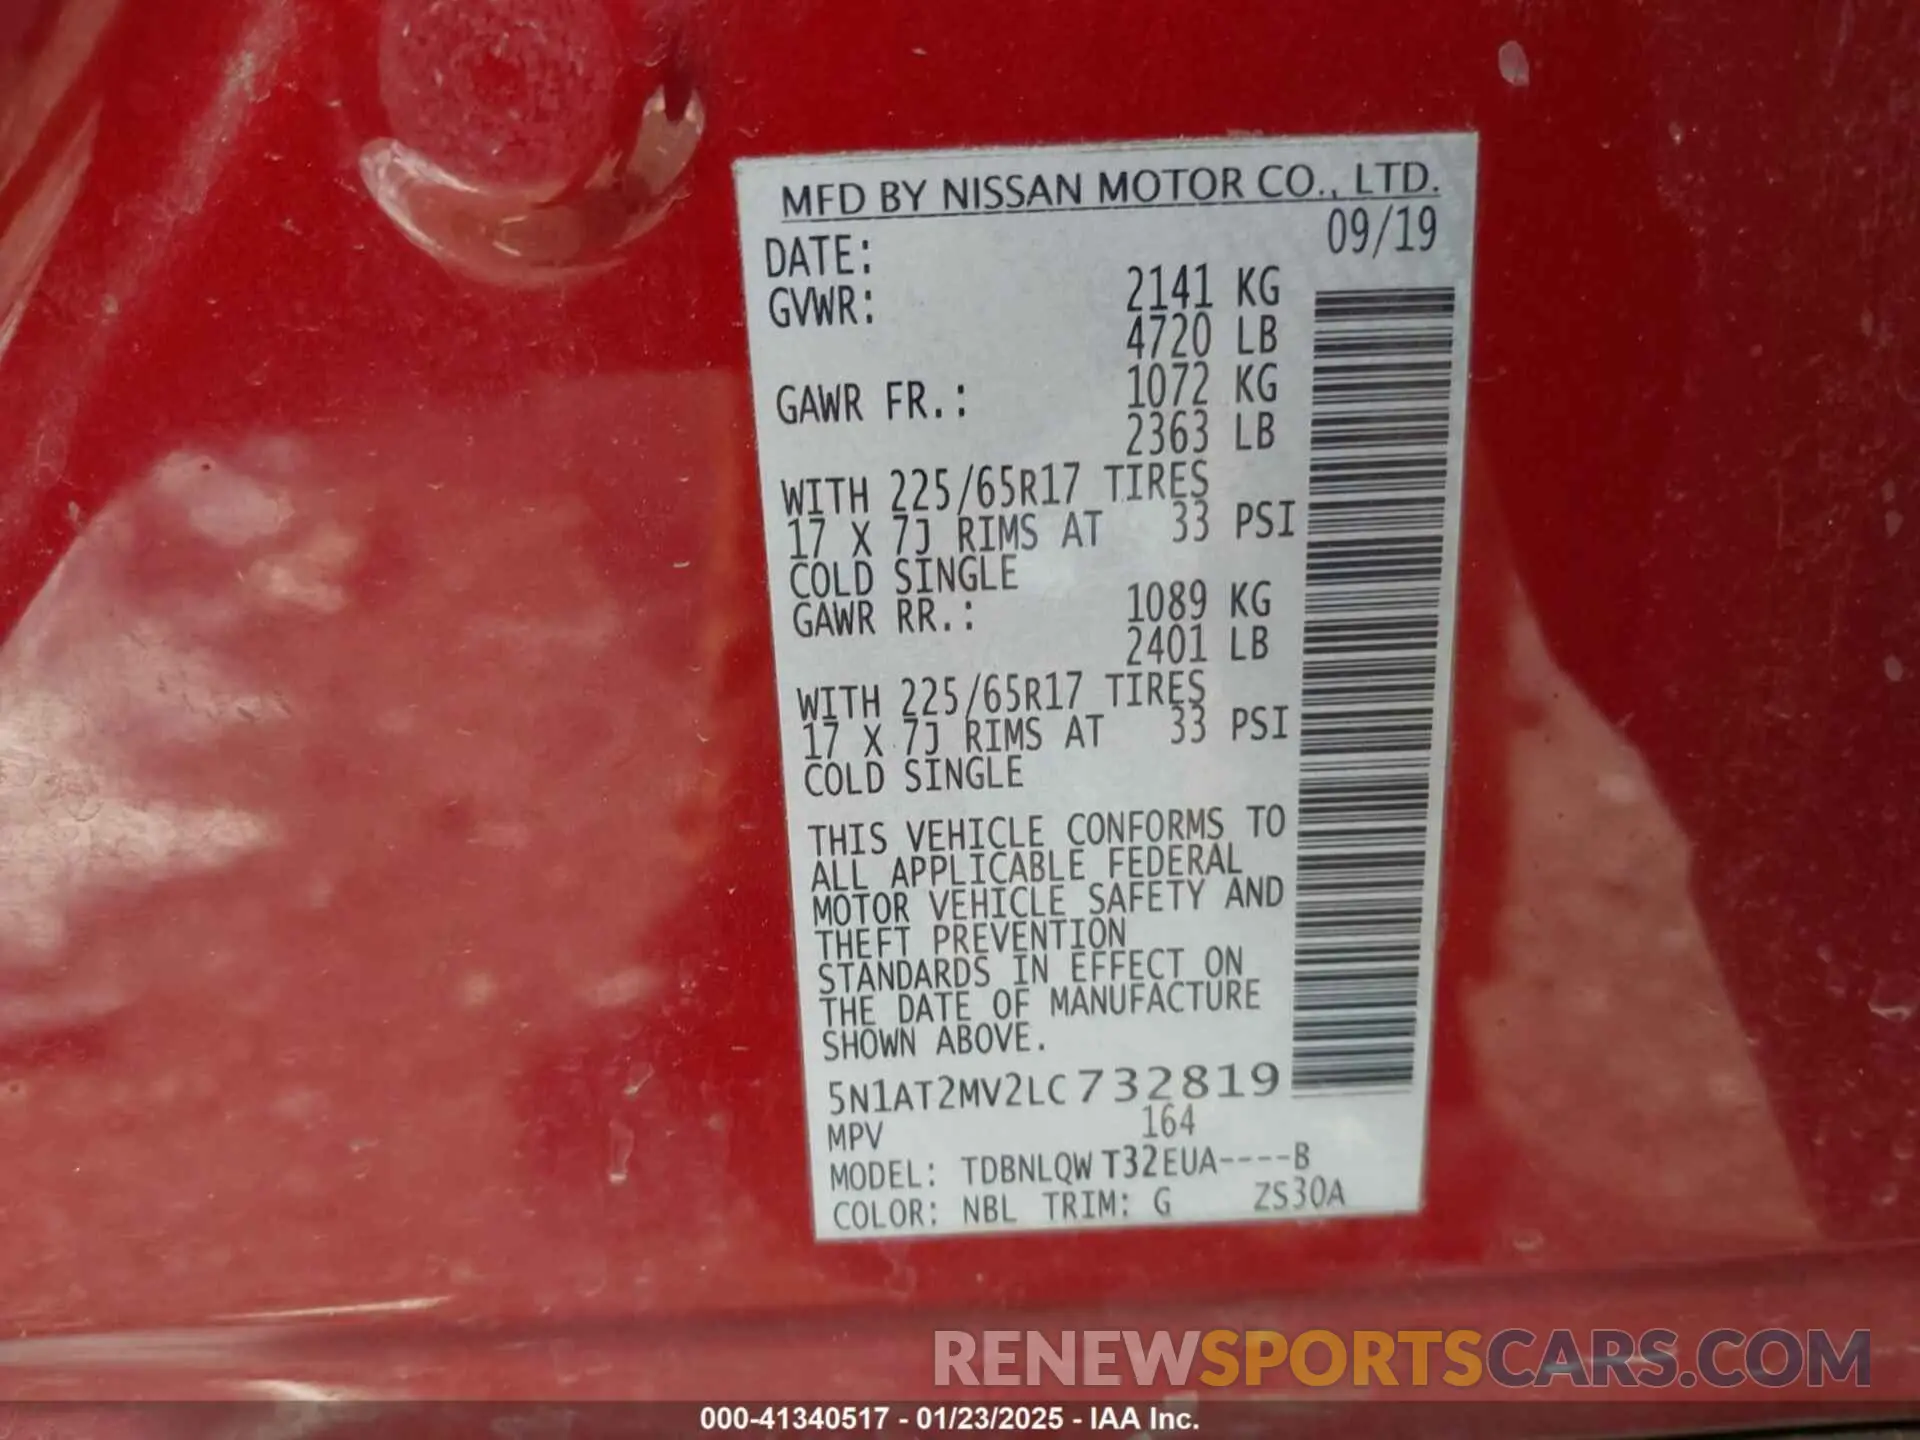 MFD BY NISSAN MOTOR CO., LTD.
DATE: 09/19
GVWR: 2141 KG
4720 LB
GAWR FR.: 1072 KG
2363 LB
WITH 225/65R17 TIRES
17 X 7J RIMS AT 33 PSI
COLD SINGLE
GAWR RR.: 1089 KG
2401 LB
WITH 225/65R17 TIRES
17 X 7J RIMS AT 33 PSI
COLD SINGLE
THIS VEHICLE CONFORMS TO
ALL APPLICABLE FEDERAL
MOTOR VEHICLE SAFETY AND
THEFT PREVENTION
STANDARDS IN EFFECT ON
THE DATE OF MANUFACTURE
SHOWN ABOVE.
5N1AT2MV2LC732819
MPV 164
MODEL: TDBNLQW T32EUA----B
COLOR: NBL TRIM: G ZS30A
RENEWSPORTSCARS.COM
000-41340517 - 01/23/2025 - IAA Inc.